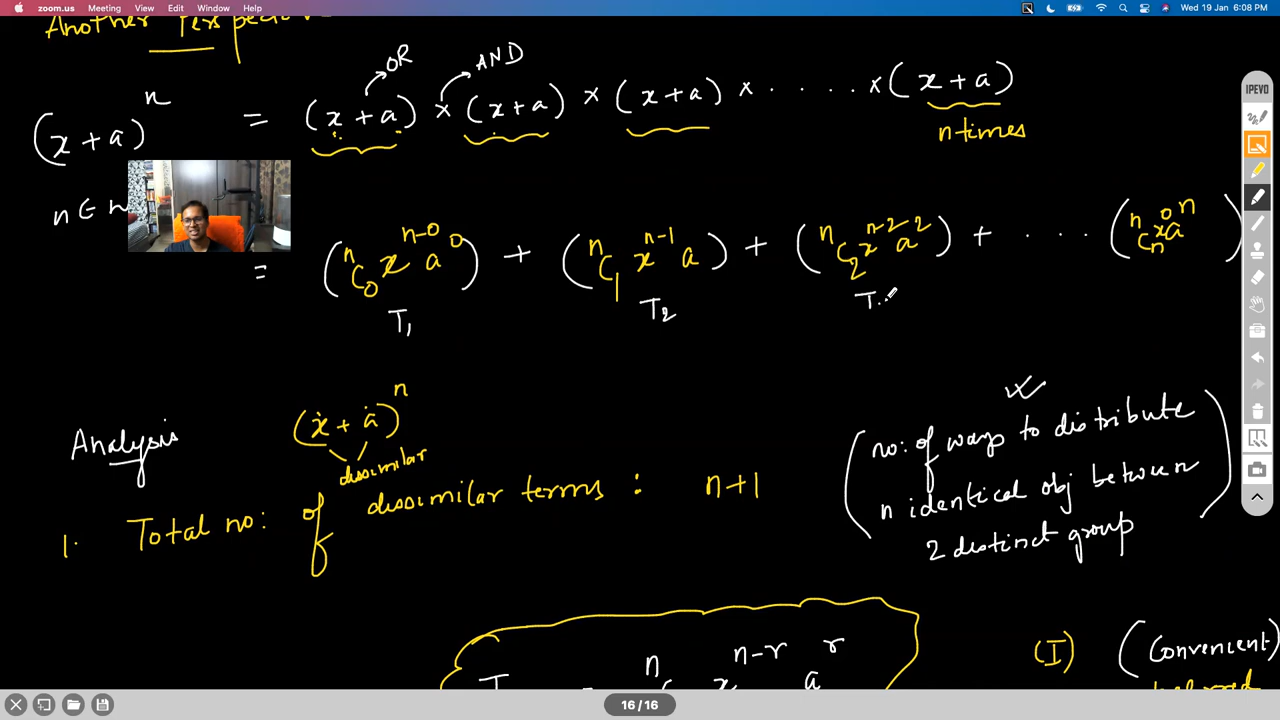 zoom.us Meeting View Edit Window Help Wed 19 Jan 6:08 PM
Another Perspective
OR AND
(x + a)^n = (x + a) × (x + a) × (x + a) × ..... × (x + a)
n times
n ∈ N
= (ⁿC₀ x^(n-0) a^0) + (ⁿC₁ x^(n-1) a) + (ⁿC₂ x^(n-2) a^2) + . . . . (ⁿCₙ x^0 a^n)
T₁ T₂ T
Analysis (x + a)^n
dissimilar
1. Total no: of dissimilar terms : n+1
(no: of ways to distribute
n identical obj between
2 distinct group)
T = ⁿC x^(n-r) a^r
(I) (Convenient
16/16
IPEVO